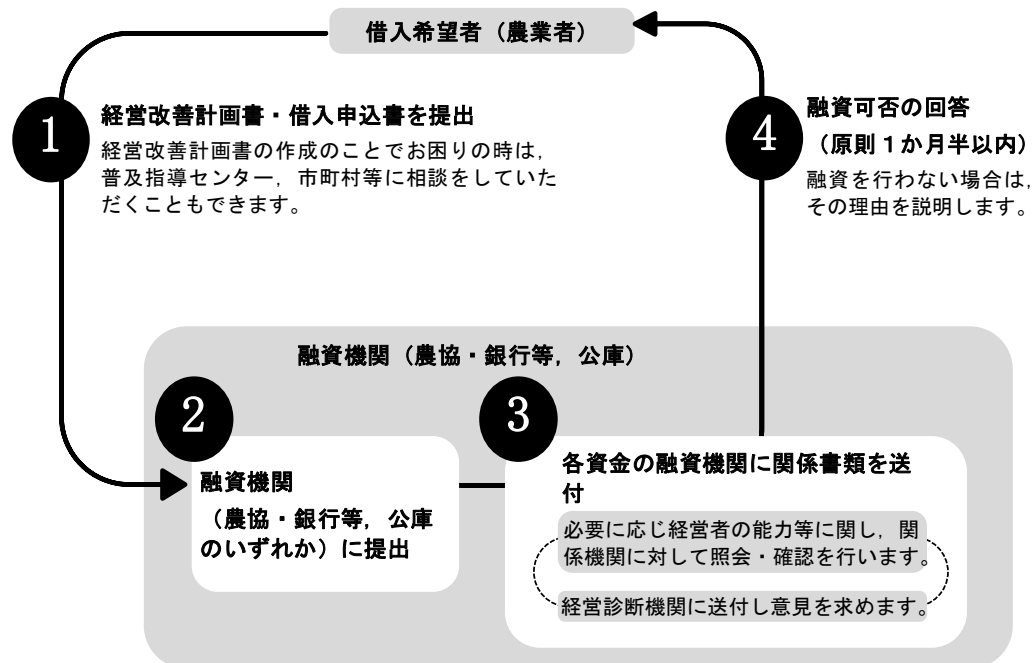 借入希望者（農業者）
1
経営改善計画書・借入申込書を提出
経営改善計画書の作成のことでお困りの時は，
普及指導センター，市町村等に相談をしていた
だくこともできます。
4
融資可否の回答
（原則１か月半以内）
融資を行わない場合は，
その理由を説明します。
融資機関（農協・銀行等，公庫）
2
融資機関
（農協・銀行等，公庫
のいずれか）に提出
3
各資金の融資機関に関係書類を送
付
必要に応じ経営者の能力等に関し，関
係機関に対して照会・確認を行います。
経営診断機関に送付し意見を求めます。